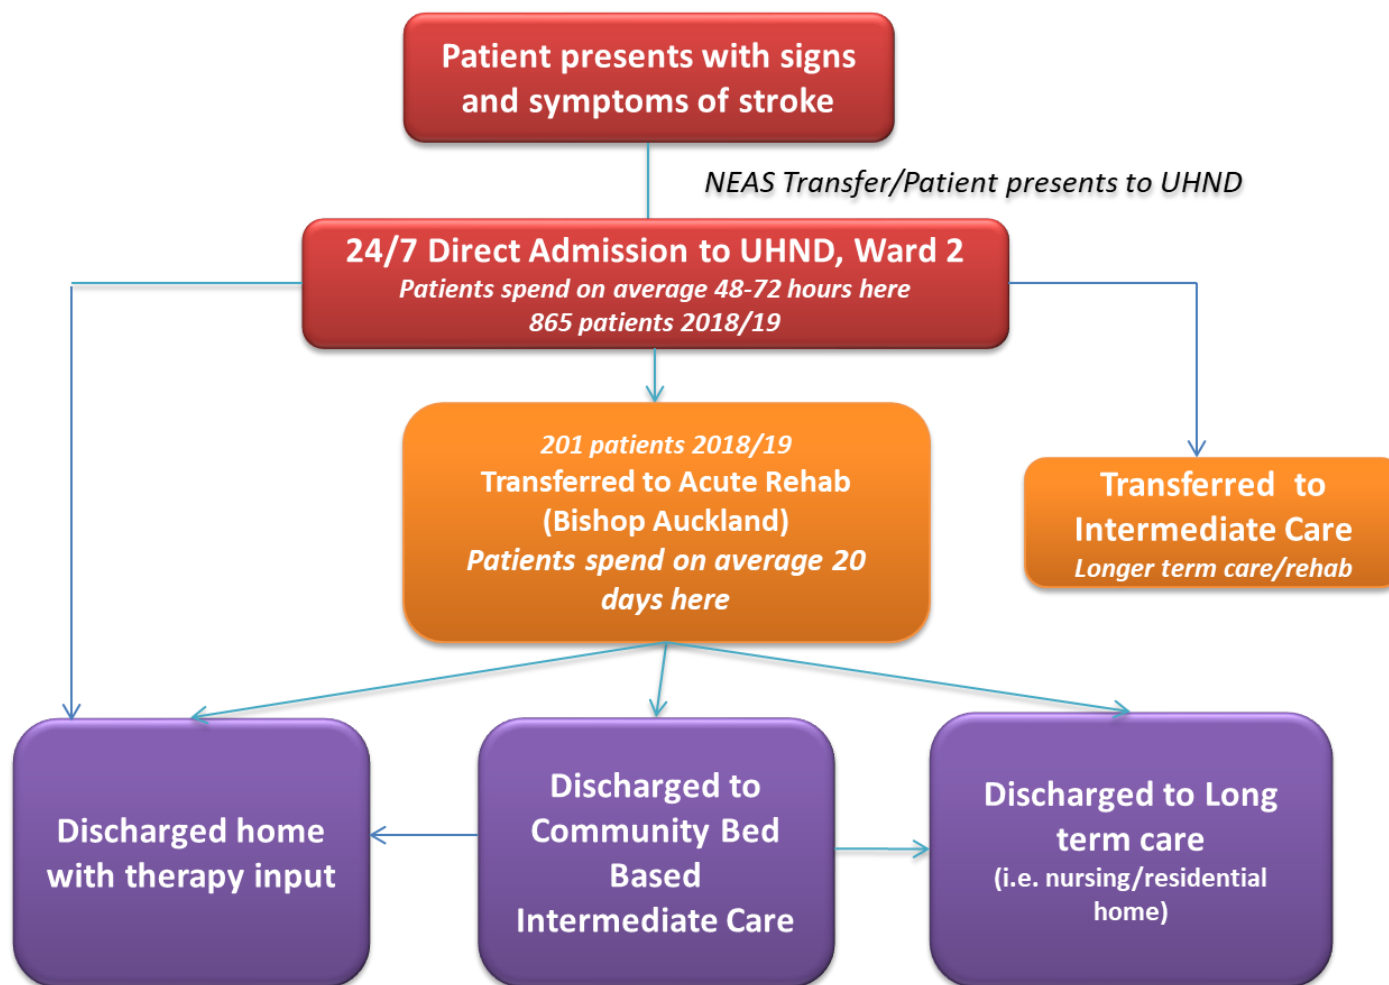 Patient presents with signs
and symptoms of stroke
NEAS Transfer/Patient presents to UHND
24/7 Direct Admission to UHND, Ward 2
Patients spend on average 48-72 hours here
865 patients 2018/19
201 patients 2018/19
Transferred to Acute Rehab
(Bishop Auckland)
Patients spend on average 20
days here
Transferred to
Intermediate Care
Longer term care/rehab
Discharged home
with therapy input
Discharged to
Community Bed
Based
Intermediate Care
Discharged to Long
term care
(i.e. nursing/residential
home)